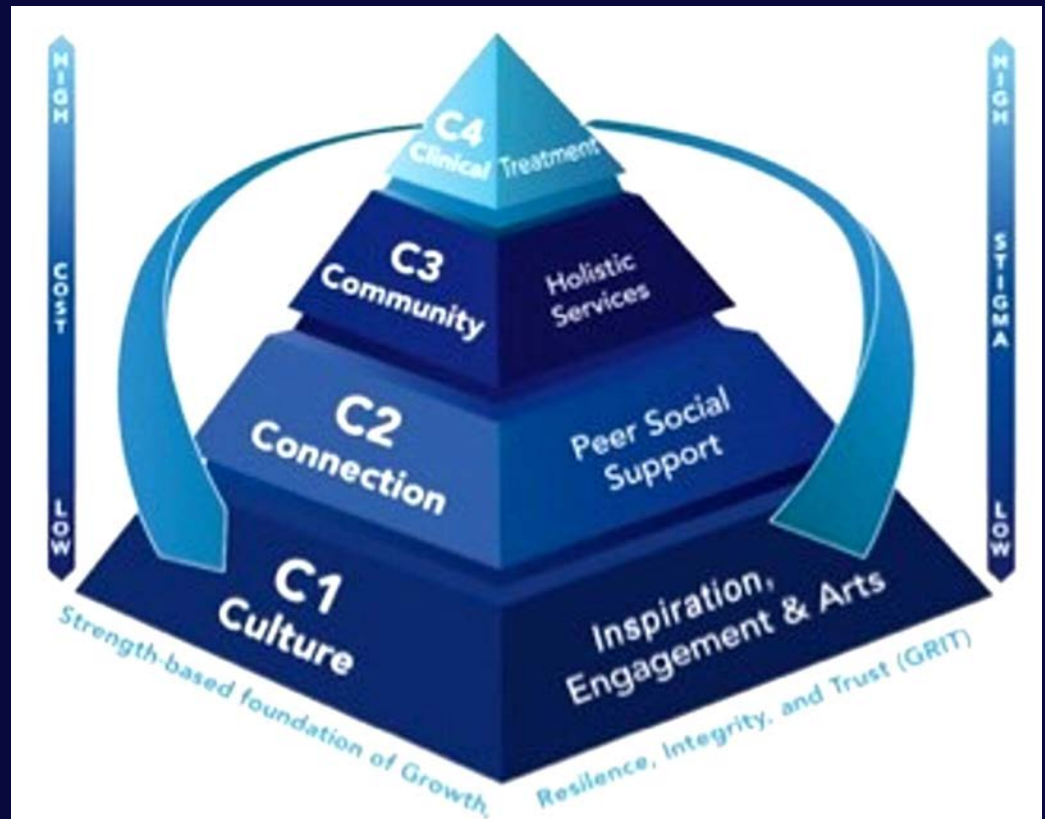 HIGH
COST
LOW
HIGH
STIGMA
LOW
C4
Clinical
Treatment
C3
Community
Holistic
Services
C2
Connection
Peer Social
Support
C1
Culture
Inspiration,
Engagement & Arts
Strength-based foundation of Growth,
Resilence, Integrity, and Trust (GRIT)